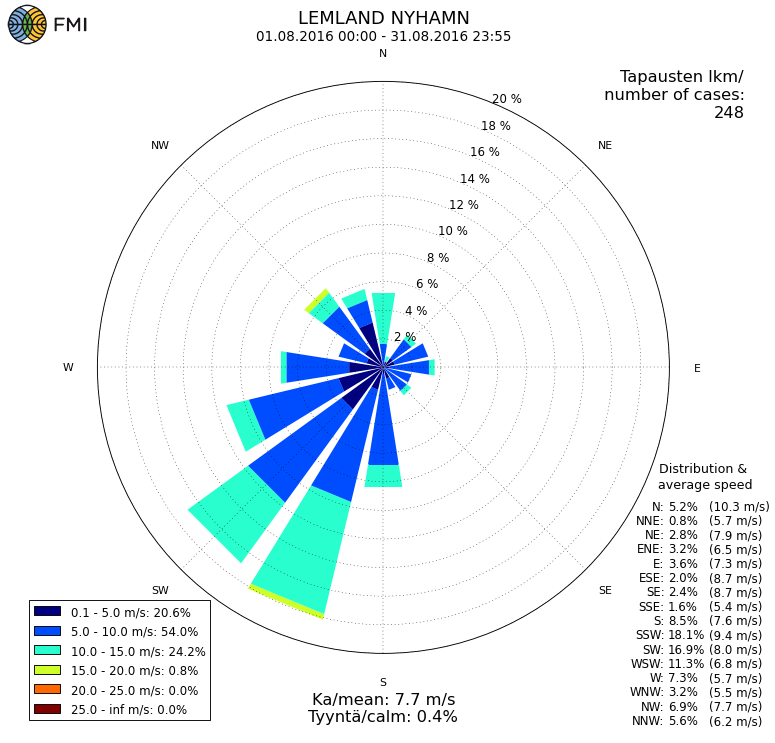 FMI
LEMLAND NYHAMN
01.08.2016 00:00 - 31.08.2016 23:55
Tapausten lkm/
number of cases:
248
N
NE
E
SE
S
SW
W
NW
20 %
18 %
16 %
14 %
12 %
10 %
8 %
6 %
4 %
2 %
Distribution &
average speed
N: 5.2% (10.3 m/s)
NNE: 0.8% (5.7 m/s)
NE: 2.8% (7.9 m/s)
ENE: 3.2% (6.5 m/s)
E: 3.6% (7.3 m/s)
ESE: 2.0% (8.7 m/s)
SE: 2.4% (8.7 m/s)
SSE: 1.6% (5.4 m/s)
S: 8.5% (7.6 m/s)
SSW: 18.1% (9.4 m/s)
SW: 16.9% (8.0 m/s)
WSW: 11.3% (6.8 m/s)
W: 7.3% (5.7 m/s)
WNW: 3.2% (5.5 m/s)
NW: 6.9% (7.7 m/s)
NNW: 5.6% (6.2 m/s)
0.1 - 5.0 m/s: 20.6%
5.0 - 10.0 m/s: 54.0%
10.0 - 15.0 m/s: 24.2%
15.0 - 20.0 m/s: 0.8%
20.0 - 25.0 m/s: 0.0%
25.0 - inf m/s: 0.0%
Ka/mean: 7.7 m/s
Tyyntä/calm: 0.4%